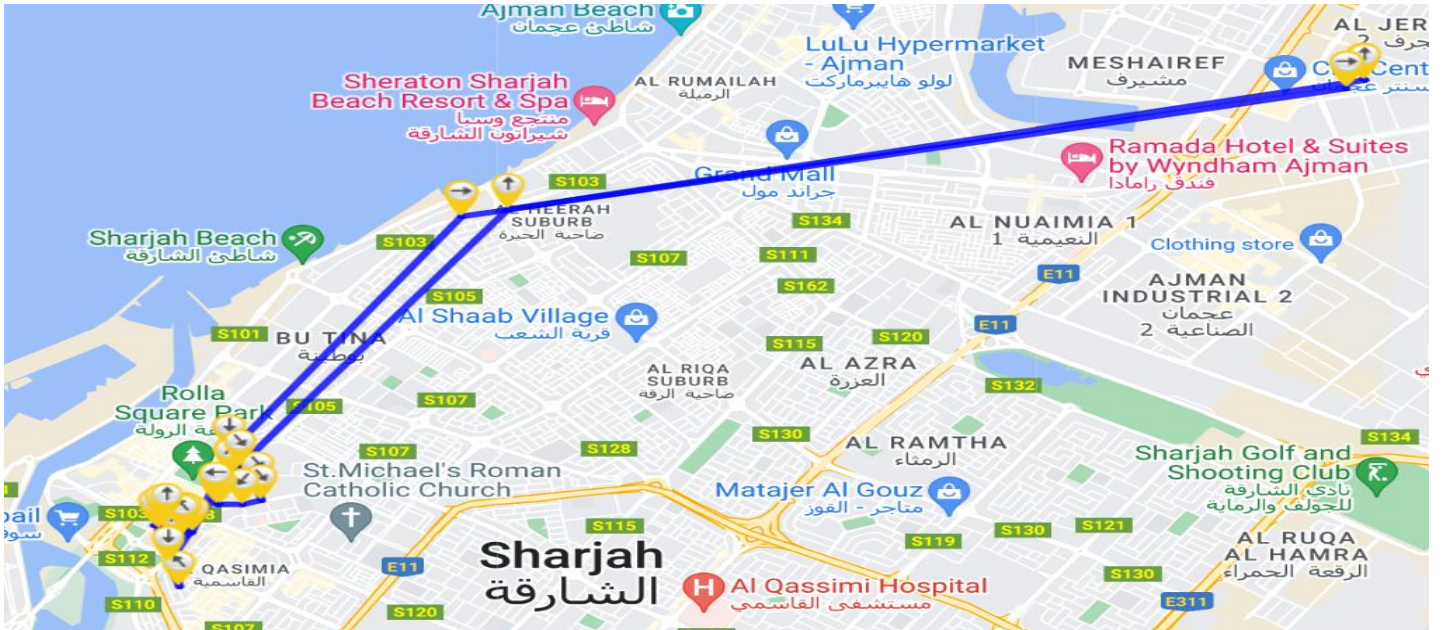 Ajman Beach
شاطئ عجمان
LuLu Hypermarket
- Ajman
لولو هايبرماركت
AL JER
جرف 2
MESHAIREF
مشيرف
Sheraton Sharjah
Beach Resort & Spa
منتجع وسبا
شيراتون الشارقة
AL RUMAILAH
الرميلة
Grand Mall
جراند مول
Ramada Hotel & Suites
by Wyndham Ajman
فندق رامادا
S103
AL HEERAH
SUBURB
ضاحية الحيرة
S134
AL NUAIMIA 1
النعيمية 1
Clothing store
Sharjah Beach
شاطئ الشارقة
S103
S107
S111
E11
S162
AJMAN
INDUSTRIAL 2
عجمان
الصناعية 2
S105
Al Shaab Village
قرية الشعب
E11
S101
BU TINA
بوطينة
S115
S120
AL AZRA
العزرة
AL RIQA
SUBURB
ضاحية الرقة
S132
Rolla
Square Park
S105
S107
S130
S134
AL RAMTHA
الرمثاء
S107
S128
Sharjah Golf and
Shooting Club
نادي الشارقة
للجولف والرماية
St.Michael's Roman
Catholic Church
Matajer Al Gouz
متاجر - القوز
S103
S115
S130
S121
S119
S112
QASIMIA
القاسمية
E11
Sharjah
الشارقة
AL RUQA
AL HAMRA
الرقعة الحمراء
S130
Al Qassimi Hospital
مستشفى القاسمي
S110
S120
E311
S107